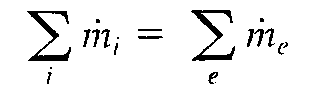 ∑ᵢ ṁᵢ = ∑ₑ ṁₑ